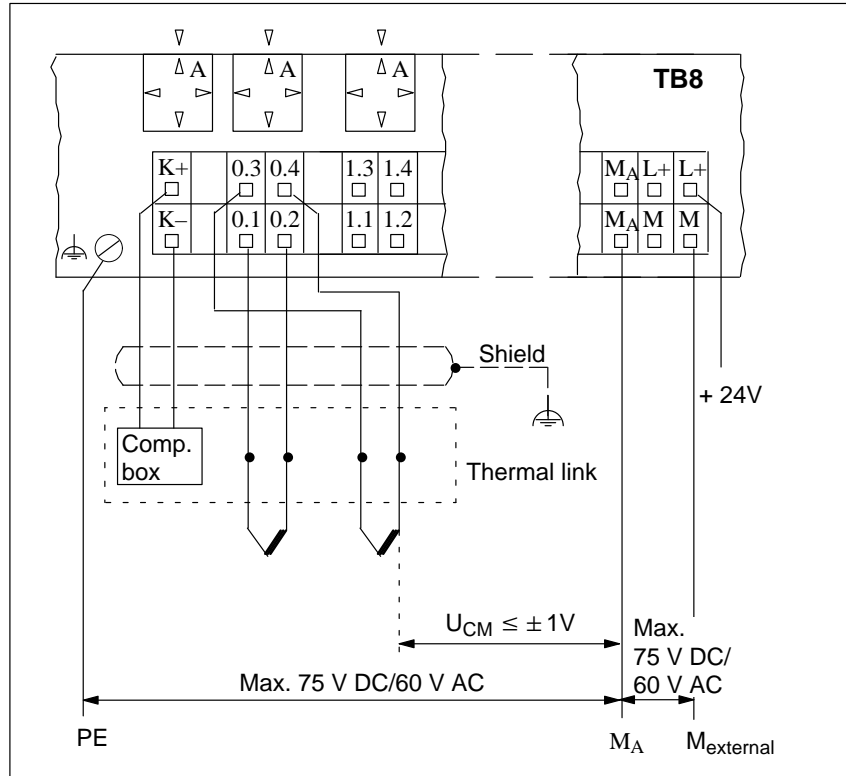 A A A TB8
K+ 0.3 0.4 1.3 1.4 MA L+ L+
K– 0.1 0.2 1.1 1.2 MA M M
Shield
+ 24V
Comp.
box
Thermal link
UCM ≤ ± 1V
Max.
75 V DC/
60 V AC
Max. 75 V DC/60 V AC
PE MA Mexternal